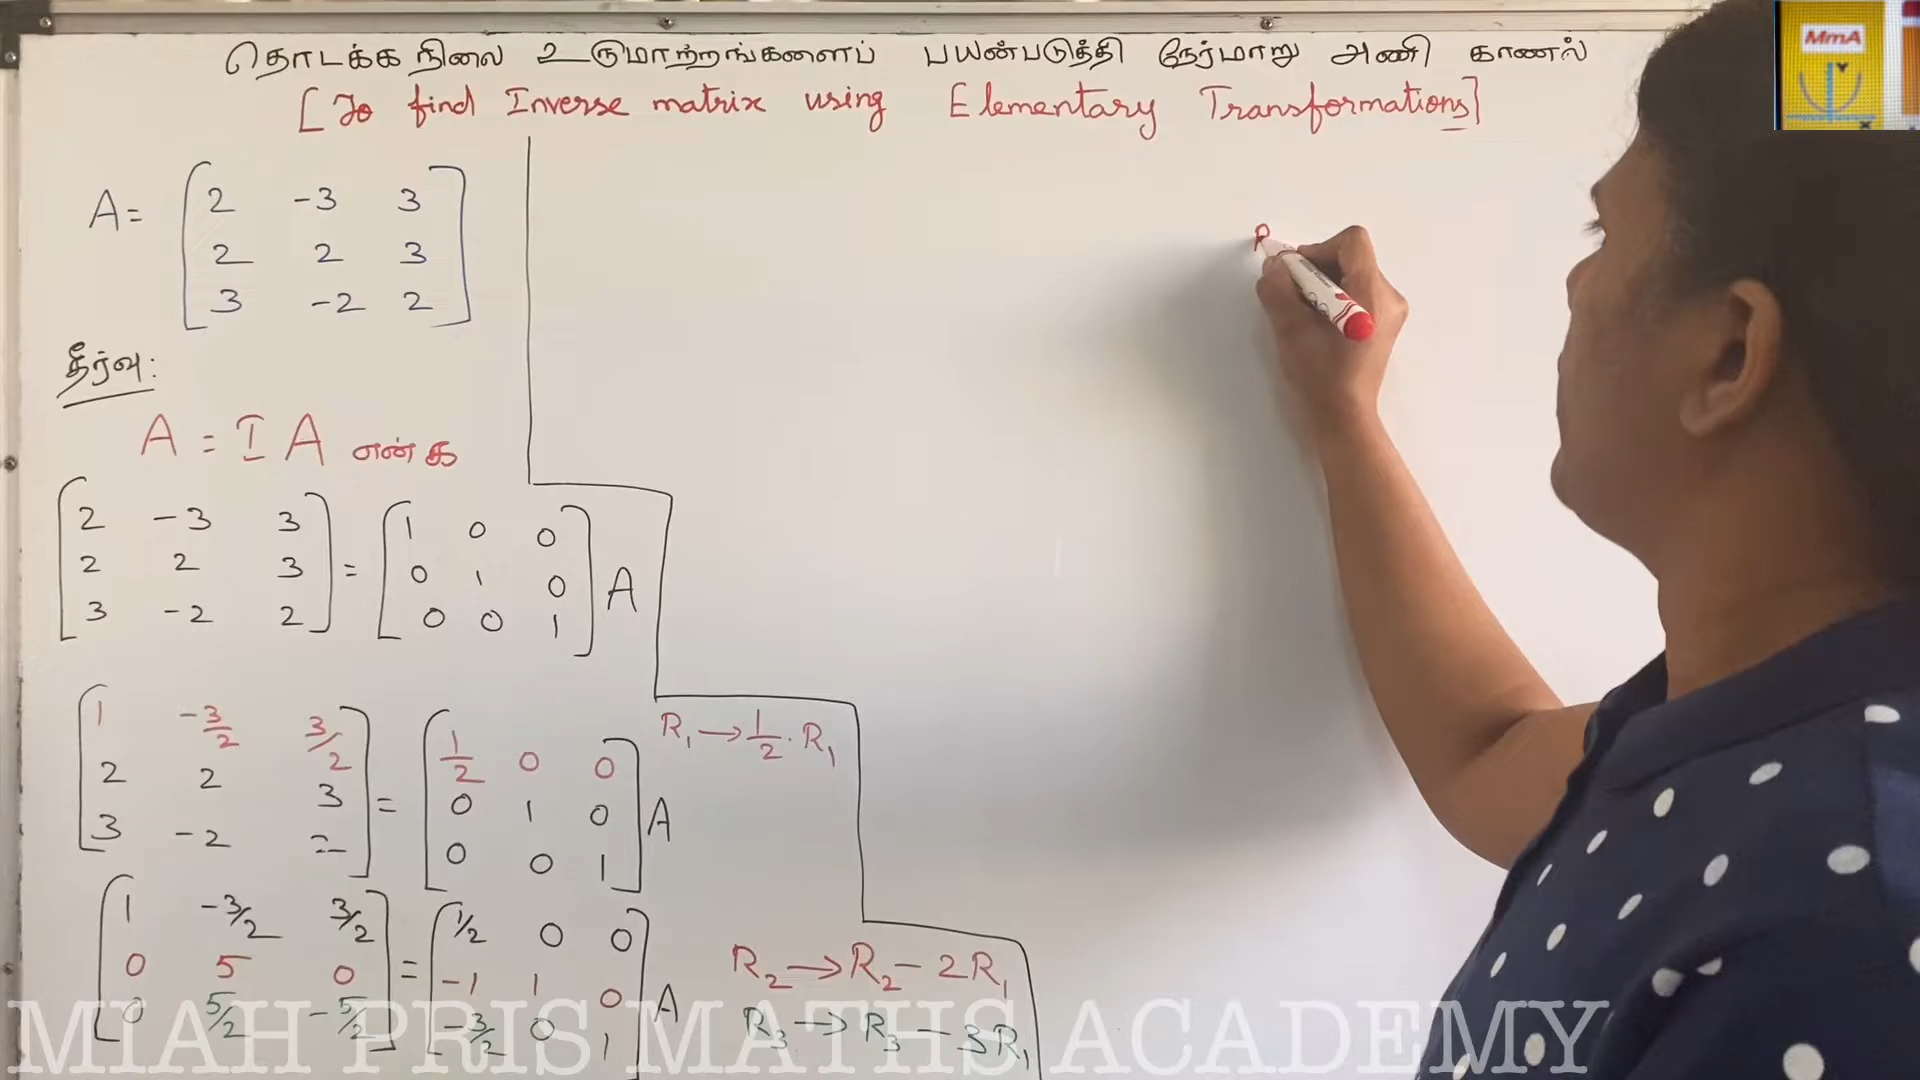 தொடக்க நிலை உருமாற்றங்களைப் பயன்படுத்தி நேர்மாறு அணி காணல்
[To find Inverse matrix using Elementary Transformations]
MmA
Y
X
A = [ 2 -3 3
2 2 3
3 -2 2 ]
தீர்வு:
A = I A என்க
[ 2 -3 3
2 2 3
3 -2 2 ] = [ 1 0 0
0 1 0
0 0 1 ] A
[ 1 -3/2 3/2
2 2 3
3 -2 2 ] = [ 1/2 0 0
0 1 0
0 0 1 ] A
R₁ → 1/2 . R₁
[ 1 -3/2 3/2
0 5 0
0 5/2 -5/2 ] = [ 1/2 0 0
-1 1 0
-3/2 0 1 ] A
R₂ → R₂ - 2R₁
R₃ → R₃ - 3R₁
R
MIAH PRIS MATHS ACADEMY